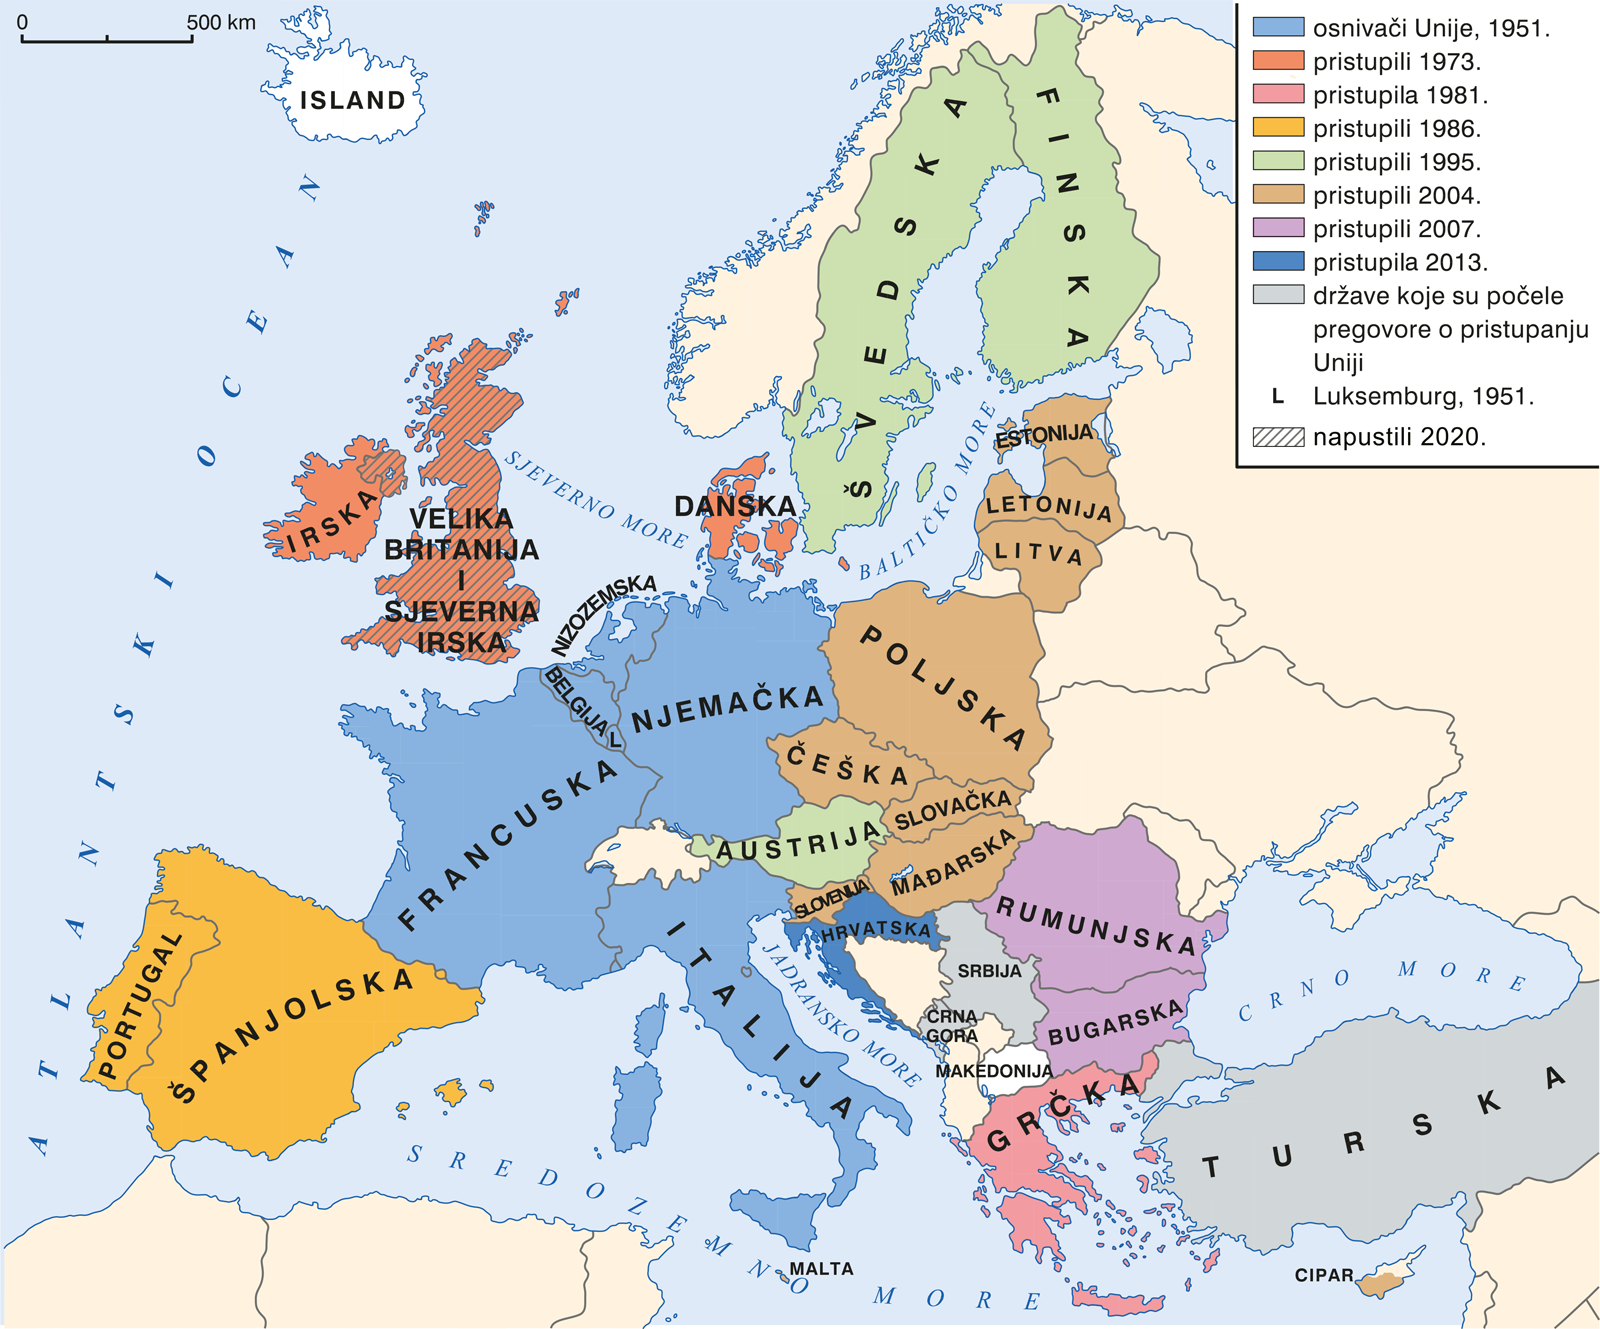 0 500 km
ISLAND
ATLANTSKI OCEAN
ŠVEDSKA
FINSKA
ESTONIJA
LETONIJA
LITVA
BALTIČKO MORE
SJEVERNO MORE
DANSKA
IRSKA
VELIKA
BRITANIJA
I
SJEVERNA
IRSKA
NIZOZEMSKA
BELGIJA
L
NJEMAČKA
POLJSKA
ČEŠKA
SLOVAČKA
AUSTRIJA
MAĐARSKA
SLOVENIJA
HRVATSKA
FRANCUSKA
RUMUNJSKA
ITALIJA
JADRANSKO MORE
SRBIJA
CRNA
GORA
MAKEDONIJA
BUGARSKA
CRNO MORE
PORTUGAL
ŠPANJOLSKA
GRČKA
TURSKA
SREDOZEMNO MORE
MALTA
CIPAR
osnivači Unije, 1951.
pristupili 1973.
pristupila 1981.
pristupili 1986.
pristupili 1995.
pristupili 2004.
pristupili 2007.
pristupila 2013.
države koje su počele
pregovore o pristupanju
Uniji
L Luksemburg, 1951.
napustili 2020.